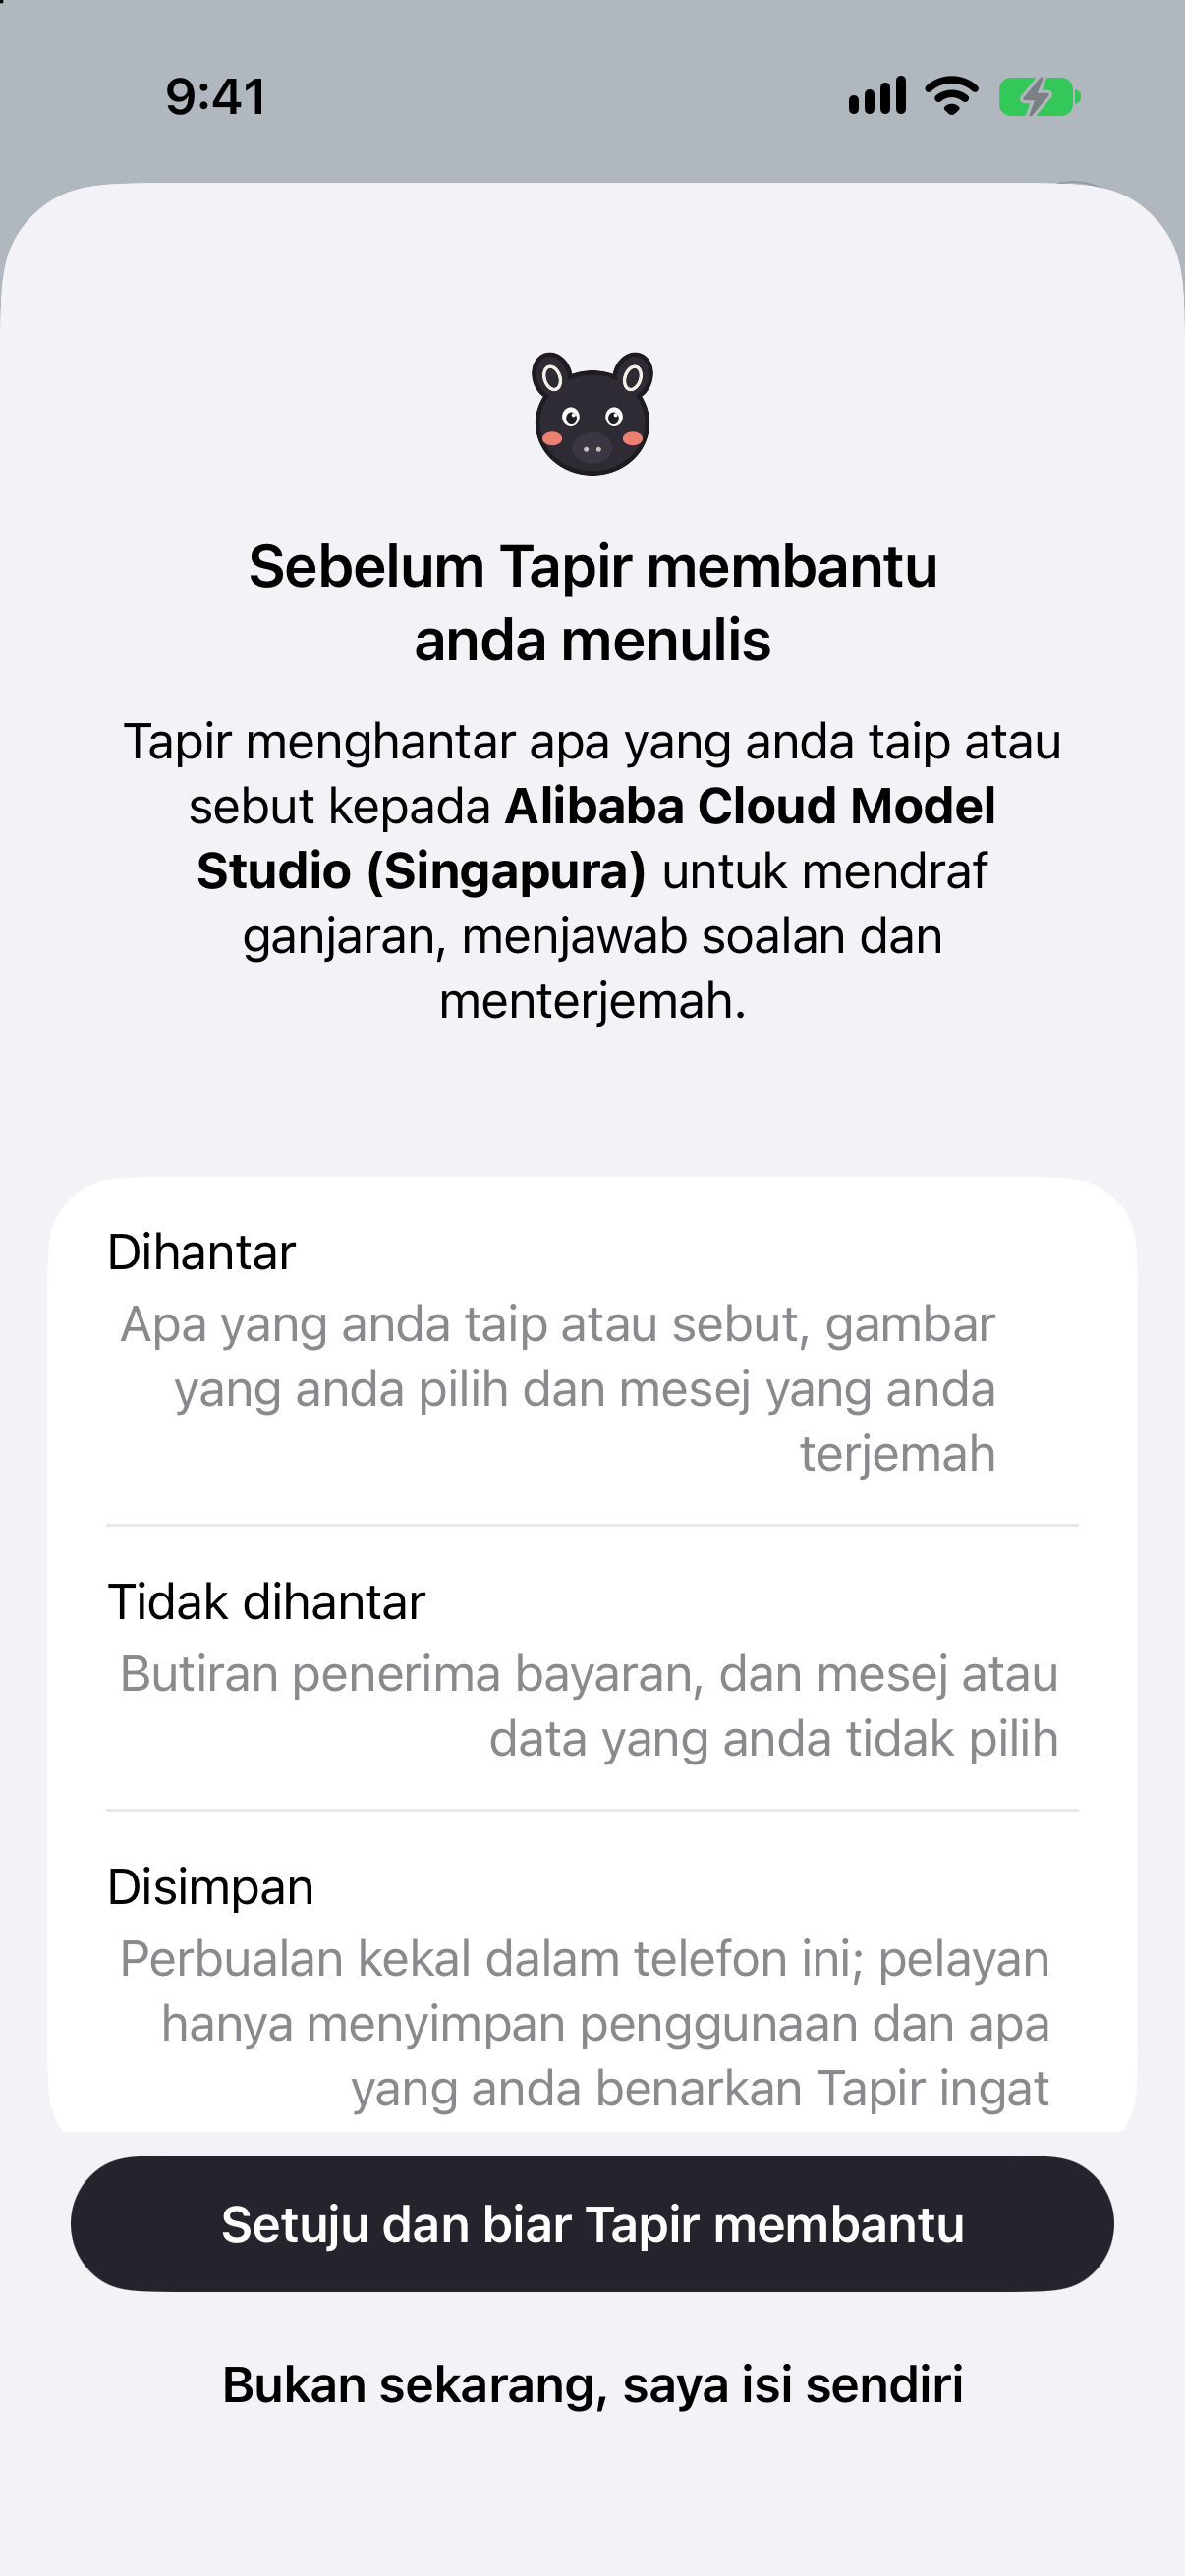 9:41
Sebelum Tapir membantu
anda menulis
Tapir menghantar apa yang anda taip atau
sebut kepada Alibaba Cloud Model
Studio (Singapura) untuk mendraf
ganjaran, menjawab soalan dan
menterjemah.
Dihantar
Apa yang anda taip atau sebut, gambar
yang anda pilih dan mesej yang anda
terjemah
Tidak dihantar
Butiran penerima bayaran, dan mesej atau
data yang anda tidak pilih
Disimpan
Perbualan kekal dalam telefon ini; pelayan
hanya menyimpan penggunaan dan apa
yang anda benarkan Tapir ingat
Setuju dan biar Tapir membantu
Bukan sekarang, saya isi sendiri